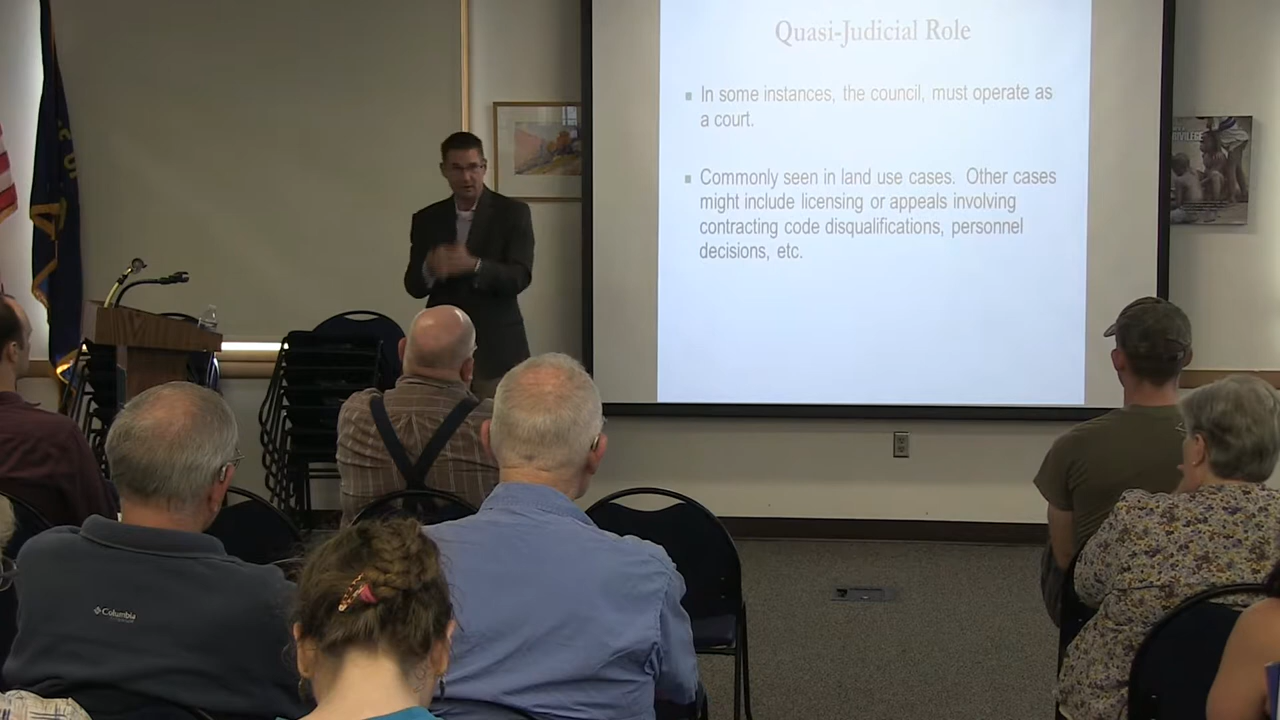 Quasi-Judicial Role
In some instances, the council, must operate as
a court.
Commonly seen in land use cases. Other cases
might include licensing or appeals involving
contracting code disqualifications, personnel
decisions, etc.
Columbia